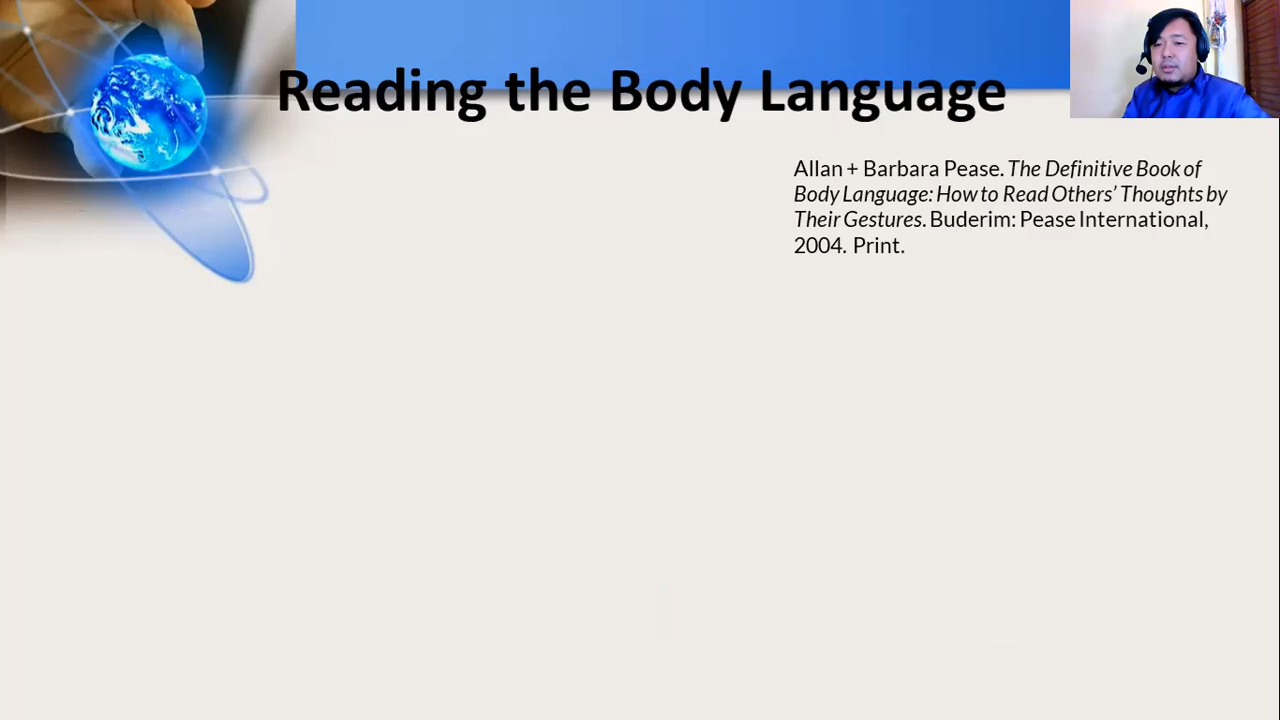 Reading the Body Language
Allan + Barbara Pease. The Definitive Book of
Body Language: How to Read Others’ Thoughts by
Their Gestures. Buderim: Pease International,
2004. Print.